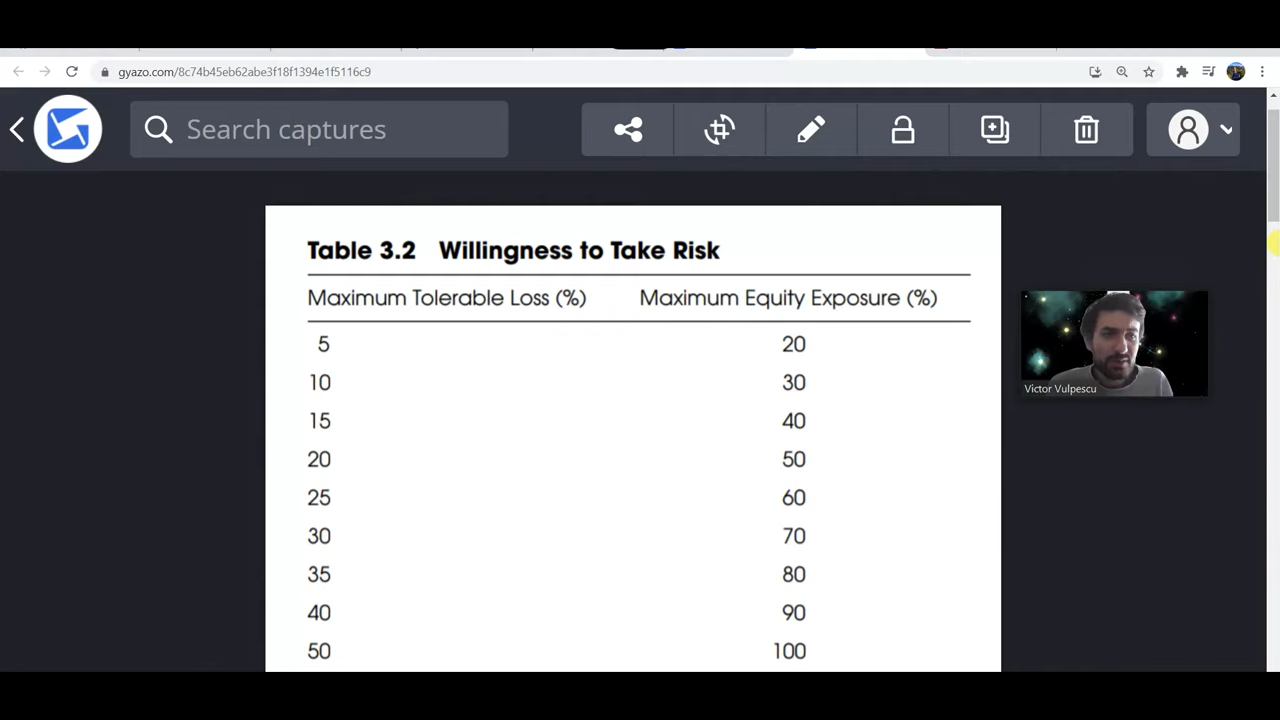 gyazo.com/8c74b45eb62abe3f18f1394e1f5116c9
Search captures
Table 3.2 Willingness to Take Risk
Maximum Tolerable Loss (%) Maximum Equity Exposure (%)
5 20
10 30
15 40
20 50
25 60
30 70
35 80
40 90
50 100
Victor Vulpescu